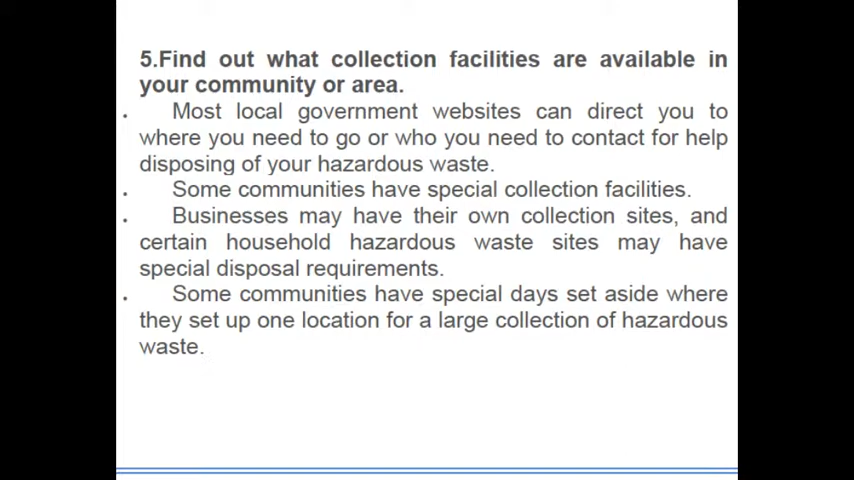 5.Find out what collection facilities are available in
your community or area.
• Most local government websites can direct you to
where you need to go or who you need to contact for help
disposing of your hazardous waste.
• Some communities have special collection facilities.
• Businesses may have their own collection sites, and
certain household hazardous waste sites may have
special disposal requirements.
• Some communities have special days set aside where
they set up one location for a large collection of hazardous
waste.